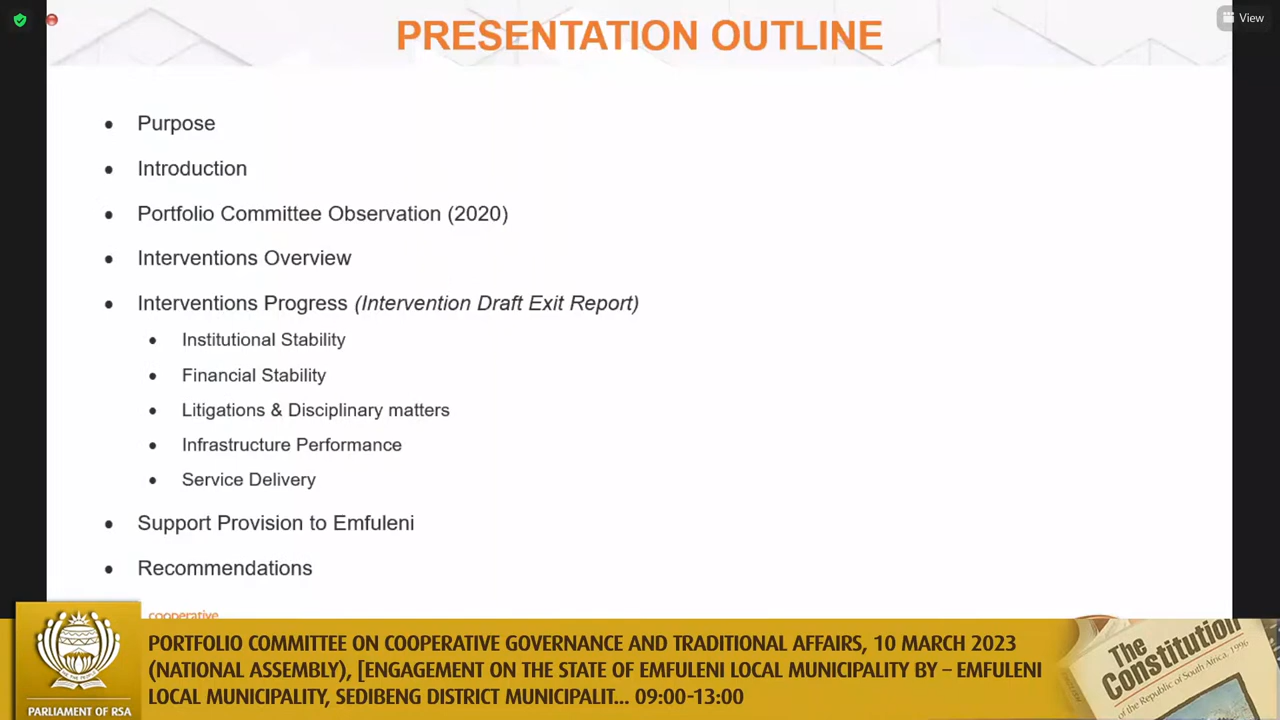 View
PRESENTATION OUTLINE
• Purpose
• Introduction
• Portfolio Committee Observation (2020)
• Interventions Overview
• Interventions Progress (Intervention Draft Exit Report)
• Institutional Stability
• Financial Stability
• Litigations & Disciplinary matters
• Infrastructure Performance
• Service Delivery
• Support Provision to Emfuleni
• Recommendations
cooperative
PORTFOLIO COMMITTEE ON COOPERATIVE GOVERNANCE AND TRADITIONAL AFFAIRS, 10 MARCH 2023
(NATIONAL ASSEMBLY), [ENGAGEMENT ON THE STATE OF EMFULENI LOCAL MUNICIPALITY BY – EMFULENI
LOCAL MUNICIPALITY, SEDIBENG DISTRICT MUNICIPALIT... 09:00-13:00
PARLIAMENT OF RSA
The
Constitution
of the Republic of South Africa, 1996